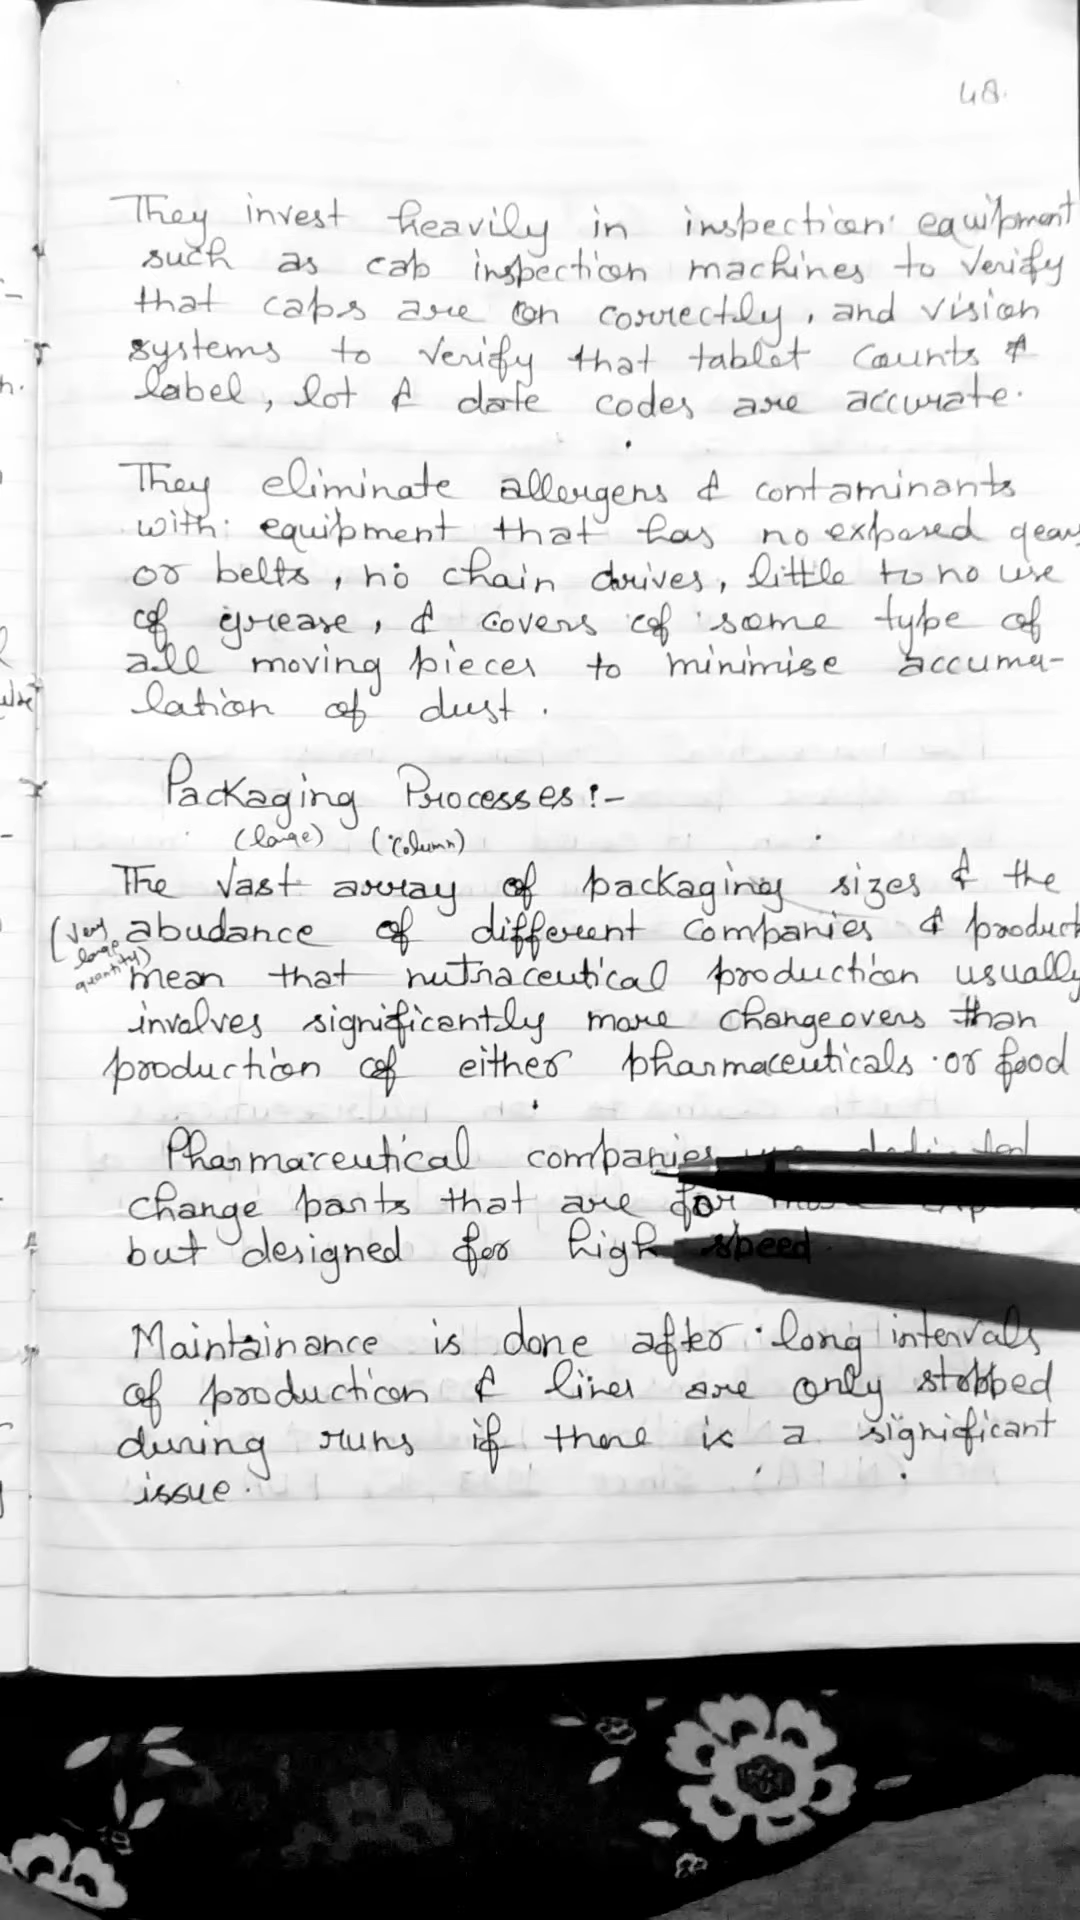 48.
They invest heavily in inspection equipment
such as cap inspection machines to verify
that caps are on correctly, and vision
systems to verify that tablet counts &
label, lot & date codes are accurate.
They eliminate allergens & contaminants
with equipment that has no exposed gears
or belts, no chain drives, little to no use
of grease, & covers of some type of
all moving pieces to minimise accumu-
lation of dust.
Packaging Processes :-
(large) (column)
The vast array of packaging sizes & the
(very large quantity) abudance of different companies & product
mean that nutraceutical production usually
involves significantly more changeovers than
production of either pharmaceuticals or food
Pharmaceutical companies
change parts that are far
but designed for high speed
Maintainance is done after long intervals
of production & lines are only stopped
during runs if there is a significant
issue.